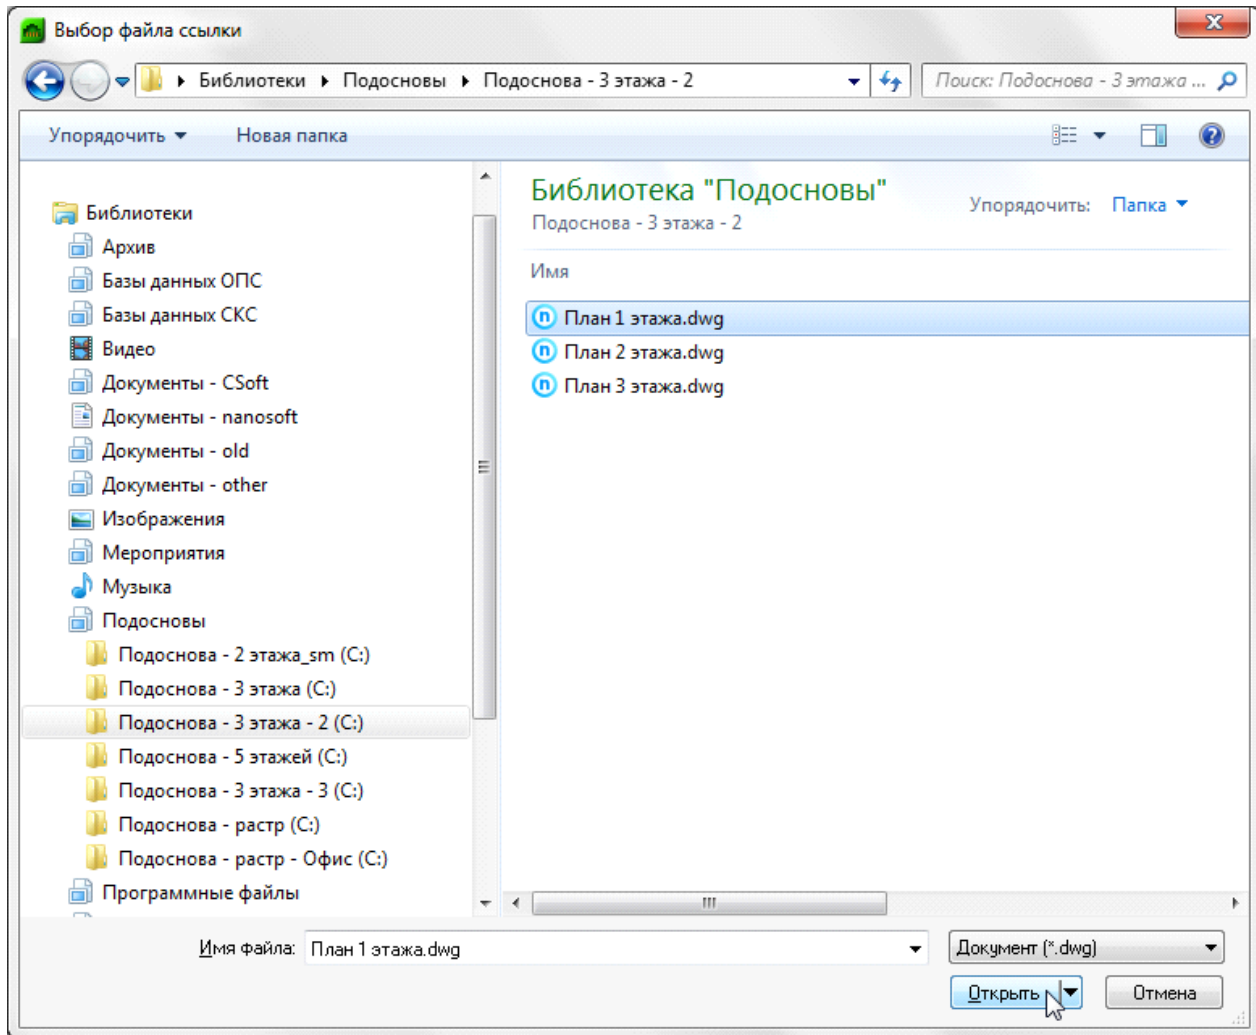 Выбор файла ссылки
Библиотеки Подосновы Подоснова - 3 этажа - 2
Поиск: Подоснова - 3 этажа ...
Упорядочить Новая папка
Библиотеки
Архив
Базы данных ОПС
Базы данных СКС
Видео
Документы - CSoft
Документы - nanosoft
Документы - old
Документы - other
Изображения
Мероприятия
Музыка
Подосновы
Подоснова - 2 этажа_sm (C:)
Подоснова - 3 этажа (C:)
Подоснова - 3 этажа - 2 (C:)
Подоснова - 5 этажей (C:)
Подоснова - 3 этажа - 3 (C:)
Подоснова - растр (C:)
Подоснова - растр - Офис (C:)
Программные файлы
Библиотека "Подосновы"
Подоснова - 3 этажа - 2
Упорядочить: Папка
Имя
План 1 этажа.dwg
План 2 этажа.dwg
План 3 этажа.dwg
Имя файла: План 1 этажа.dwg
Документ (*.dwg)
Открыть
Отмена